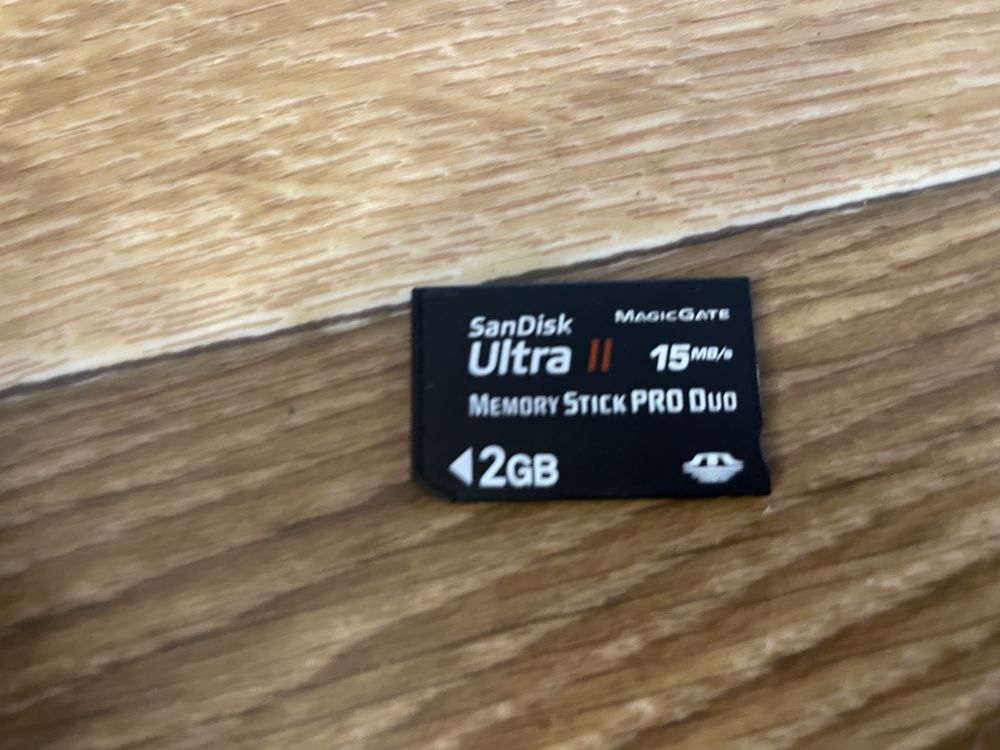 SanDisk MAGICGATE
Ultra II 15MB/s
MEMORY STICK PRO DUO
2GB